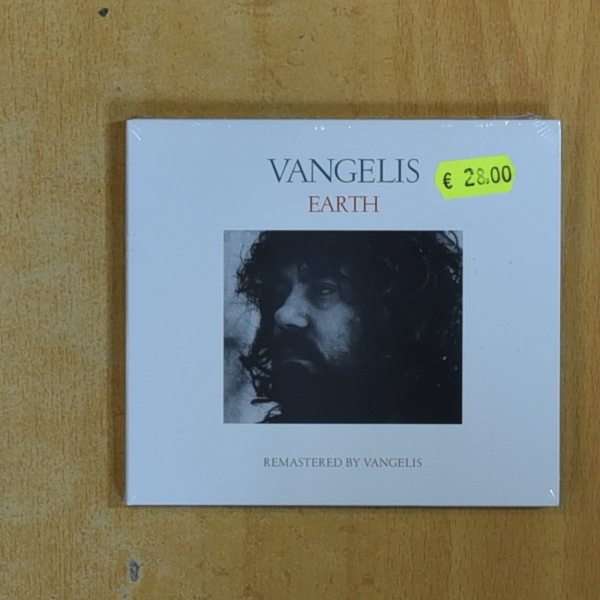 VANGELIS
€ 28.00
EARTH
REMASTERED BY VANGELIS